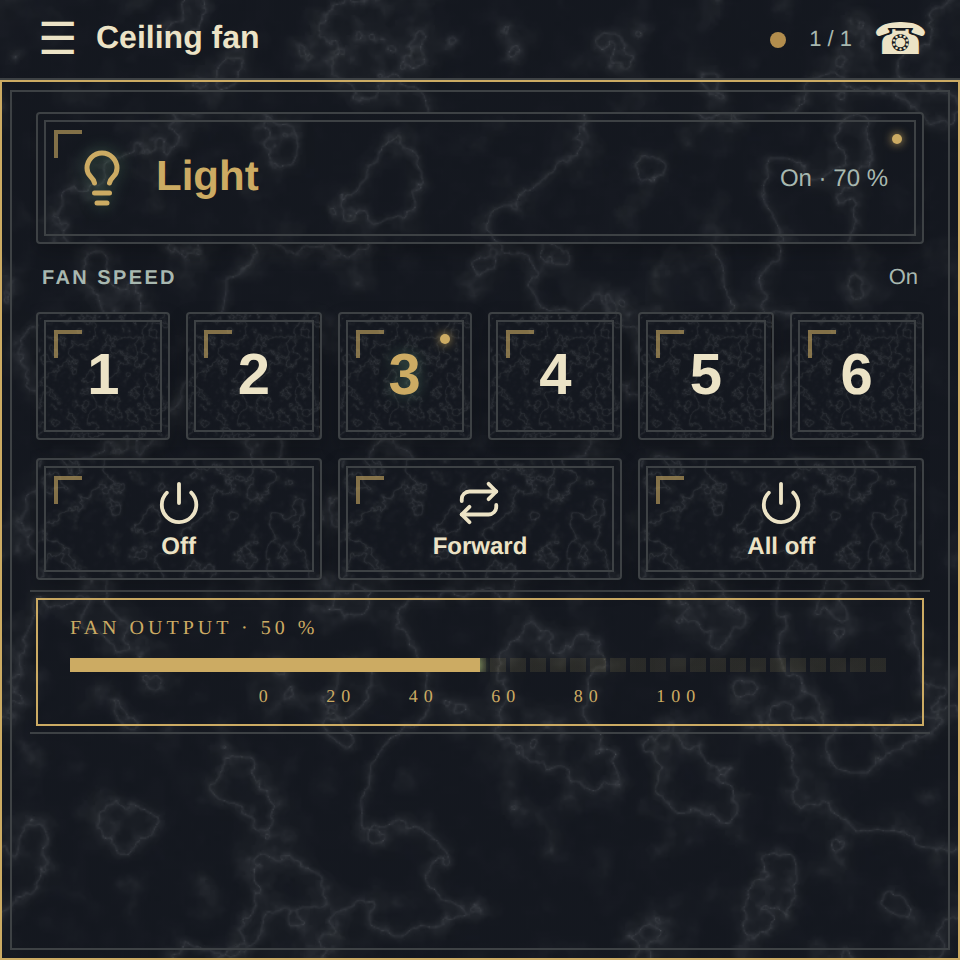 Ceiling fan
1 / 1
Light
On · 70 %
FAN SPEED
On
1
2
3
4
5
6
Off
Forward
All off
FAN OUTPUT · 50 %
0 20 40 60 80 100